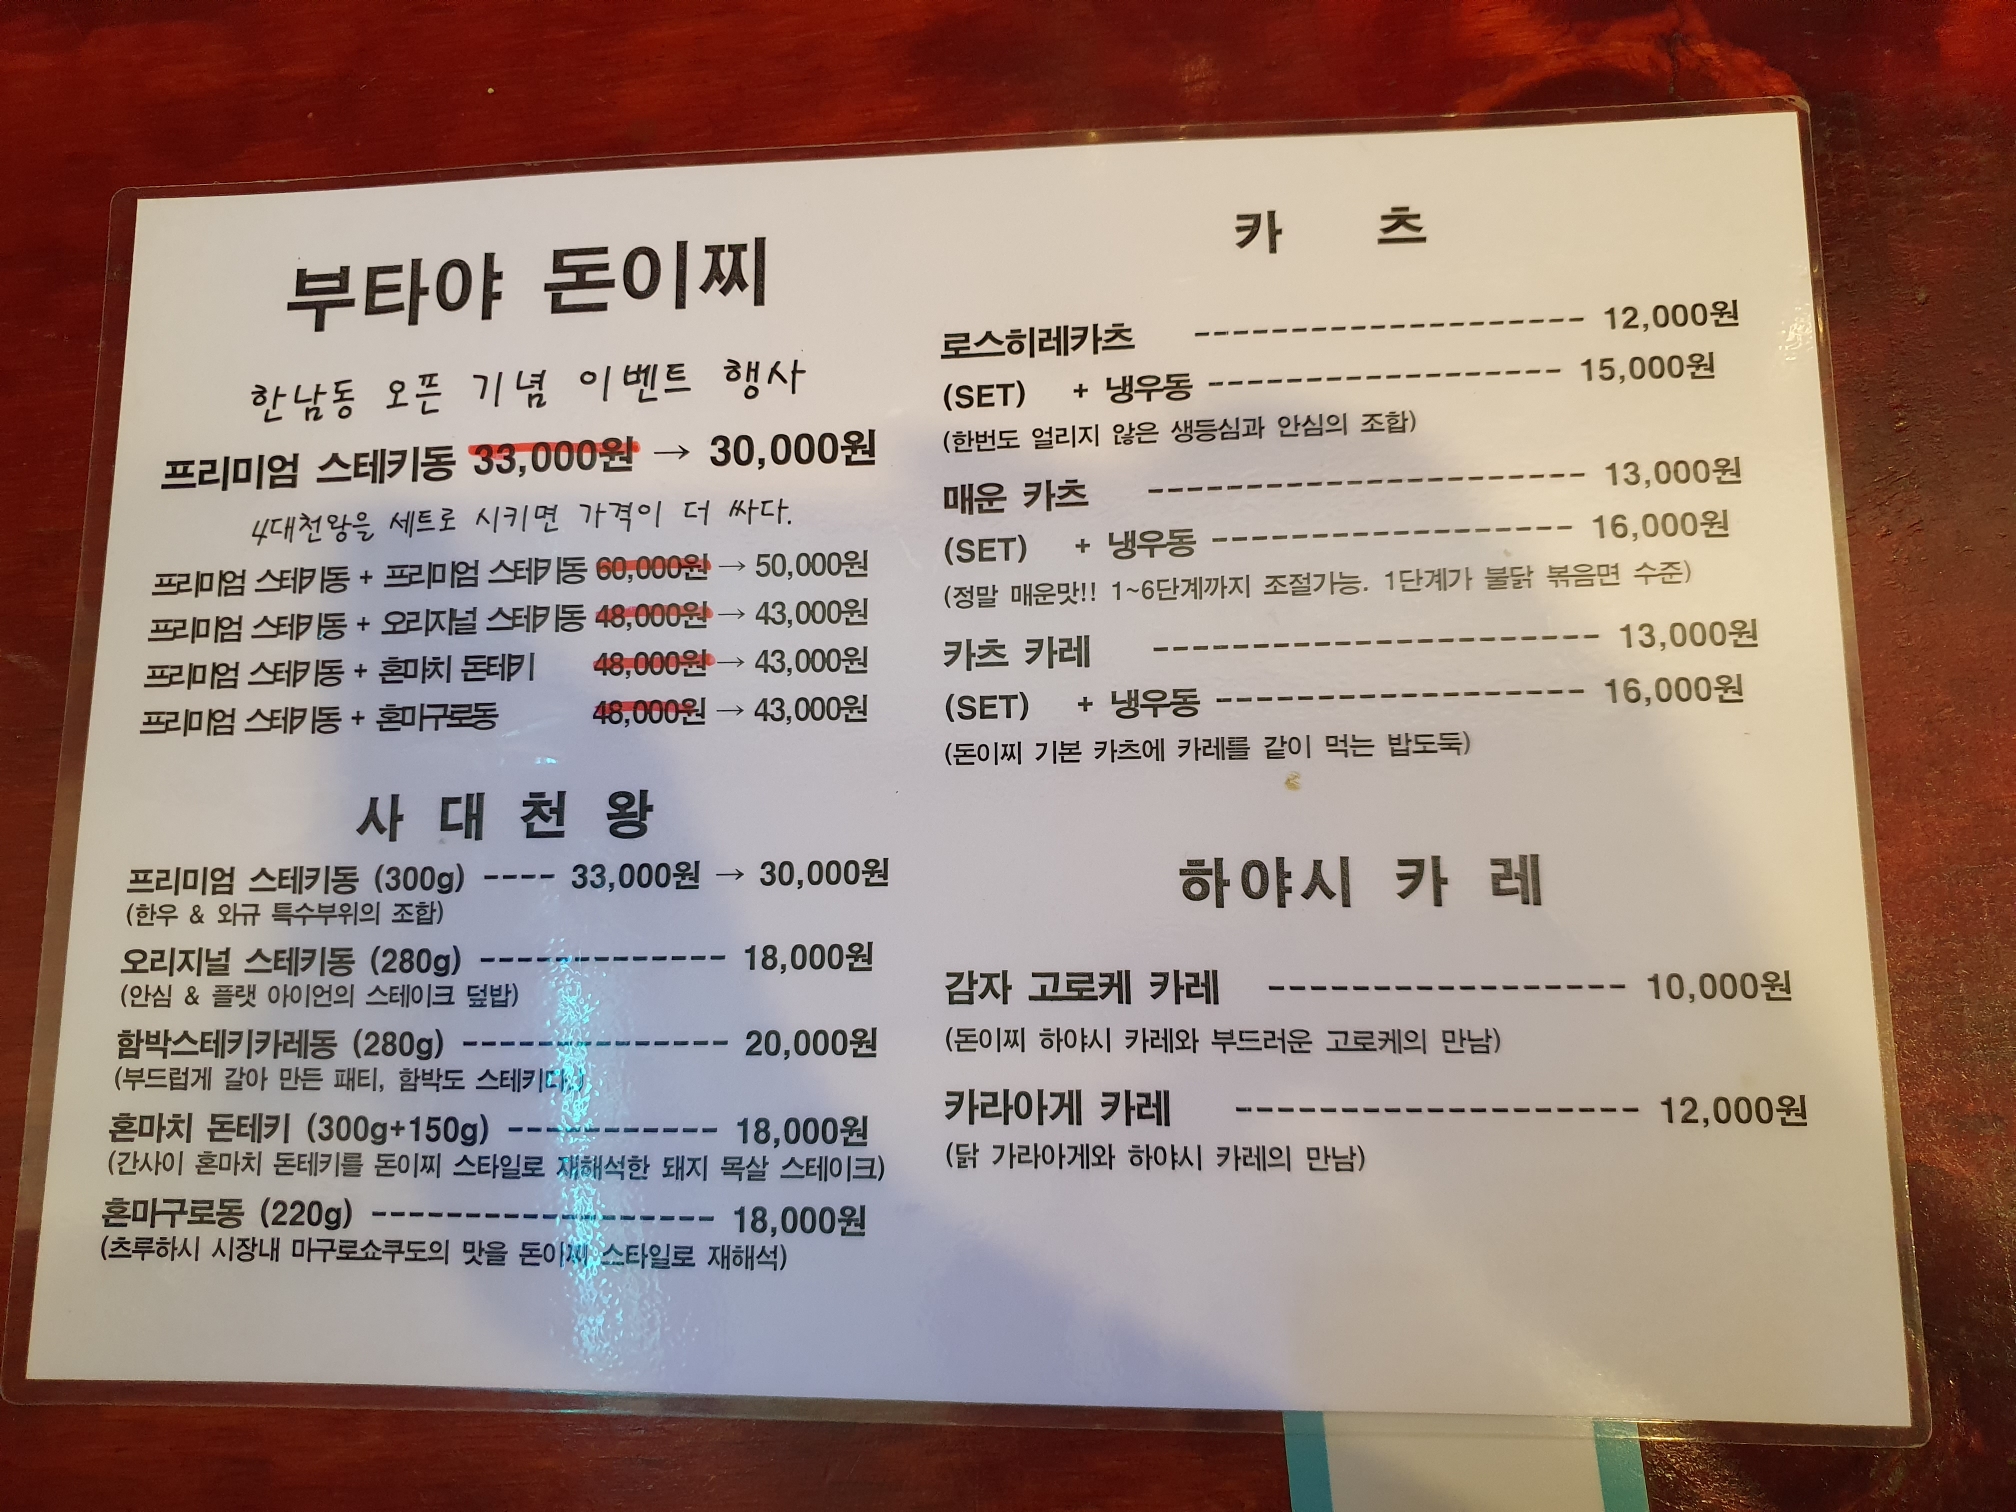 부타야 돈이찌
한남동 오픈 기념 이벤트 행사
프리미엄 스테키동 33,000원 → 30,000원
4대천왕을 세트로 시키면 가격이 더 싸다.
프리미엄 스테키동 + 프리미엄 스테키동 60,000원 → 50,000원
프리미엄 스테키동 + 오리지널 스테키동 48,000원 → 43,000원
프리미엄 스테키동 + 혼마치 돈테키 48,000원 → 43,000원
프리미엄 스테키동 + 혼마구로동 48,000원 → 43,000원
사 대 천 왕
프리미엄 스테키동 (300g) ---- 33,000원 → 30,000원
(한우 & 와규 특수부위의 조합)
오리지널 스테키동 (280g) ------------- 18,000원
(안심 & 플랫 아이언의 스테이크 덮밥)
함박스테키카레동 (280g) -------------- 20,000원
(부드럽게 갈아 만든 패티, 함박도 스테키다!)
혼마치 돈테키 (300g+150g) ----------- 18,000원
(간사이 혼마치 돈테키를 돈이찌 스타일로 재해석한 돼지 목살 스테이크)
혼마구로동 (220g) ------------------ 18,000원
(츠루하시 시장내 마구로쇼쿠도의 맛을 돈이찌 스타일로 재해석)
카 츠
로스히레카츠 ------------------- 12,000원
(SET) + 냉우동 ----------------- 15,000원
(한번도 얼리지 않은 생등심과 안심의 조합)
매운 카츠 --------------------- 13,000원
(SET) + 냉우동 ----------------- 16,000원
(정말 매운맛!! 1~6단계까지 조절가능. 1단계가 불닭 볶음면 수준)
카츠 카레 --------------------- 13,000원
(SET) + 냉우동 ----------------- 16,000원
(돈이찌 기본 카츠에 카레를 같이 먹는 밥도둑)
하야시 카 레
감자 고로케 카레 ----------------- 10,000원
(돈이찌 하야시 카레와 부드러운 고로케의 만남)
카라아게 카레 ------------------- 12,000원
(닭 가라아게와 하야시 카레의 만남)